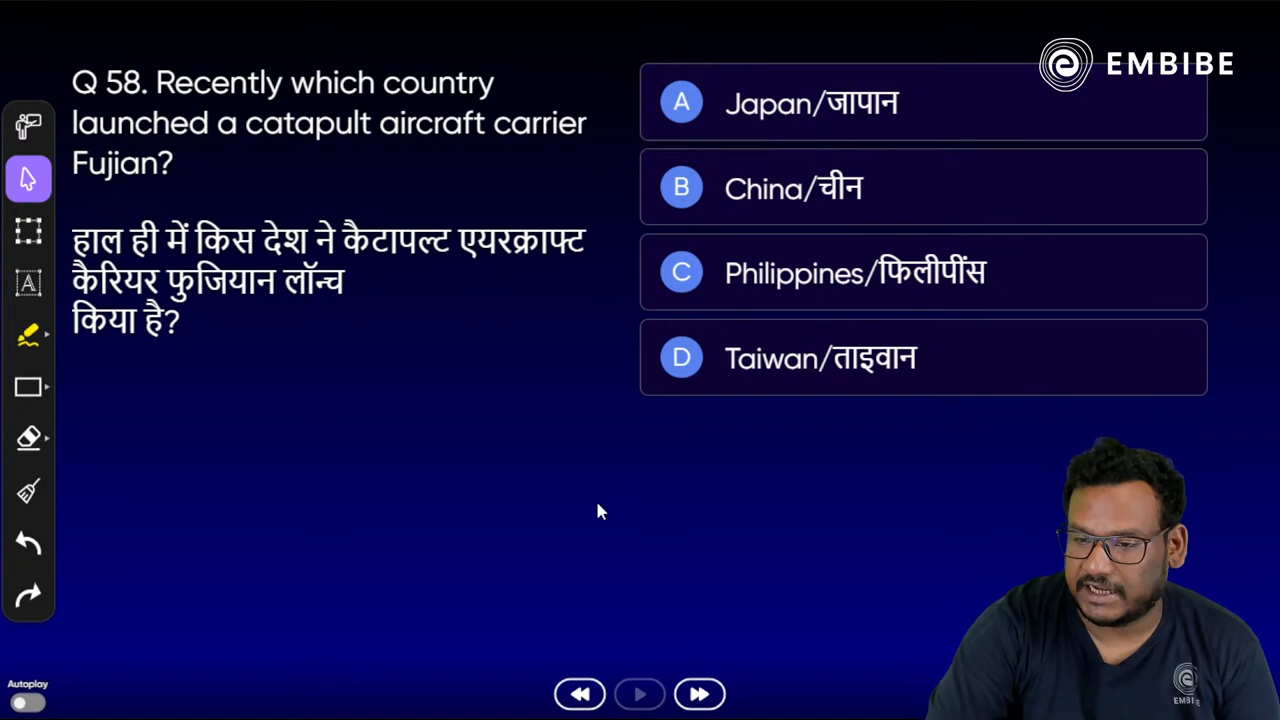 EMBIBE
Q 58. Recently which country
launched a catapult aircraft carrier
Fujian?
हाल ही में किस देश ने कैटापल्ट एयरक्राफ्ट
कैरियर फुजियान लॉन्च
किया है?
A Japan/जापान
B China/चीन
C Philippines/फिलीपींस
D Taiwan/ताइवान
A
Autoplay
EMBIBE